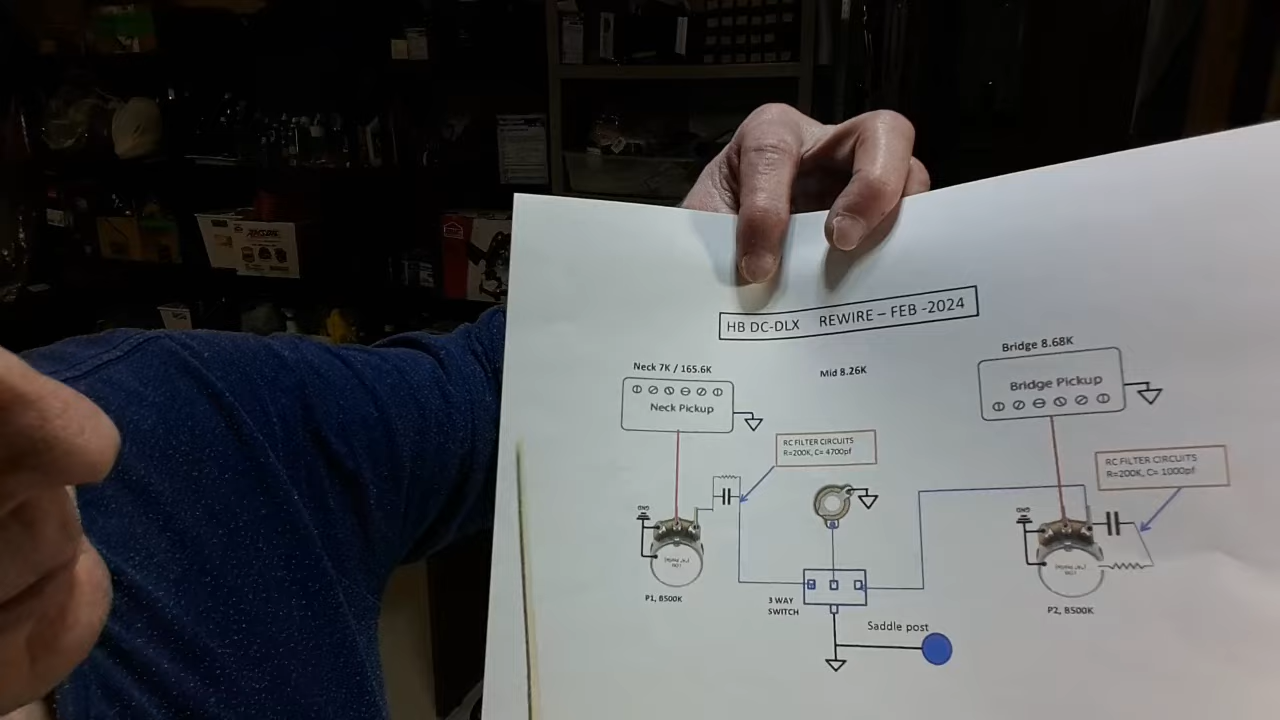 HB DC-DLX REWIRE – FEB -2024
Neck 7K / 165.6K
Mid 8.26K
Bridge 8.68K
Neck Pickup
Bridge Pickup
RC FILTER CIRCUITS
R=200K, C= 4700pf
RC FILTER CIRCUITS
R=200K, C= 1000pf
GND
GND
P1, B500K
3 WAY
SWITCH
P2, B500K
Saddle post